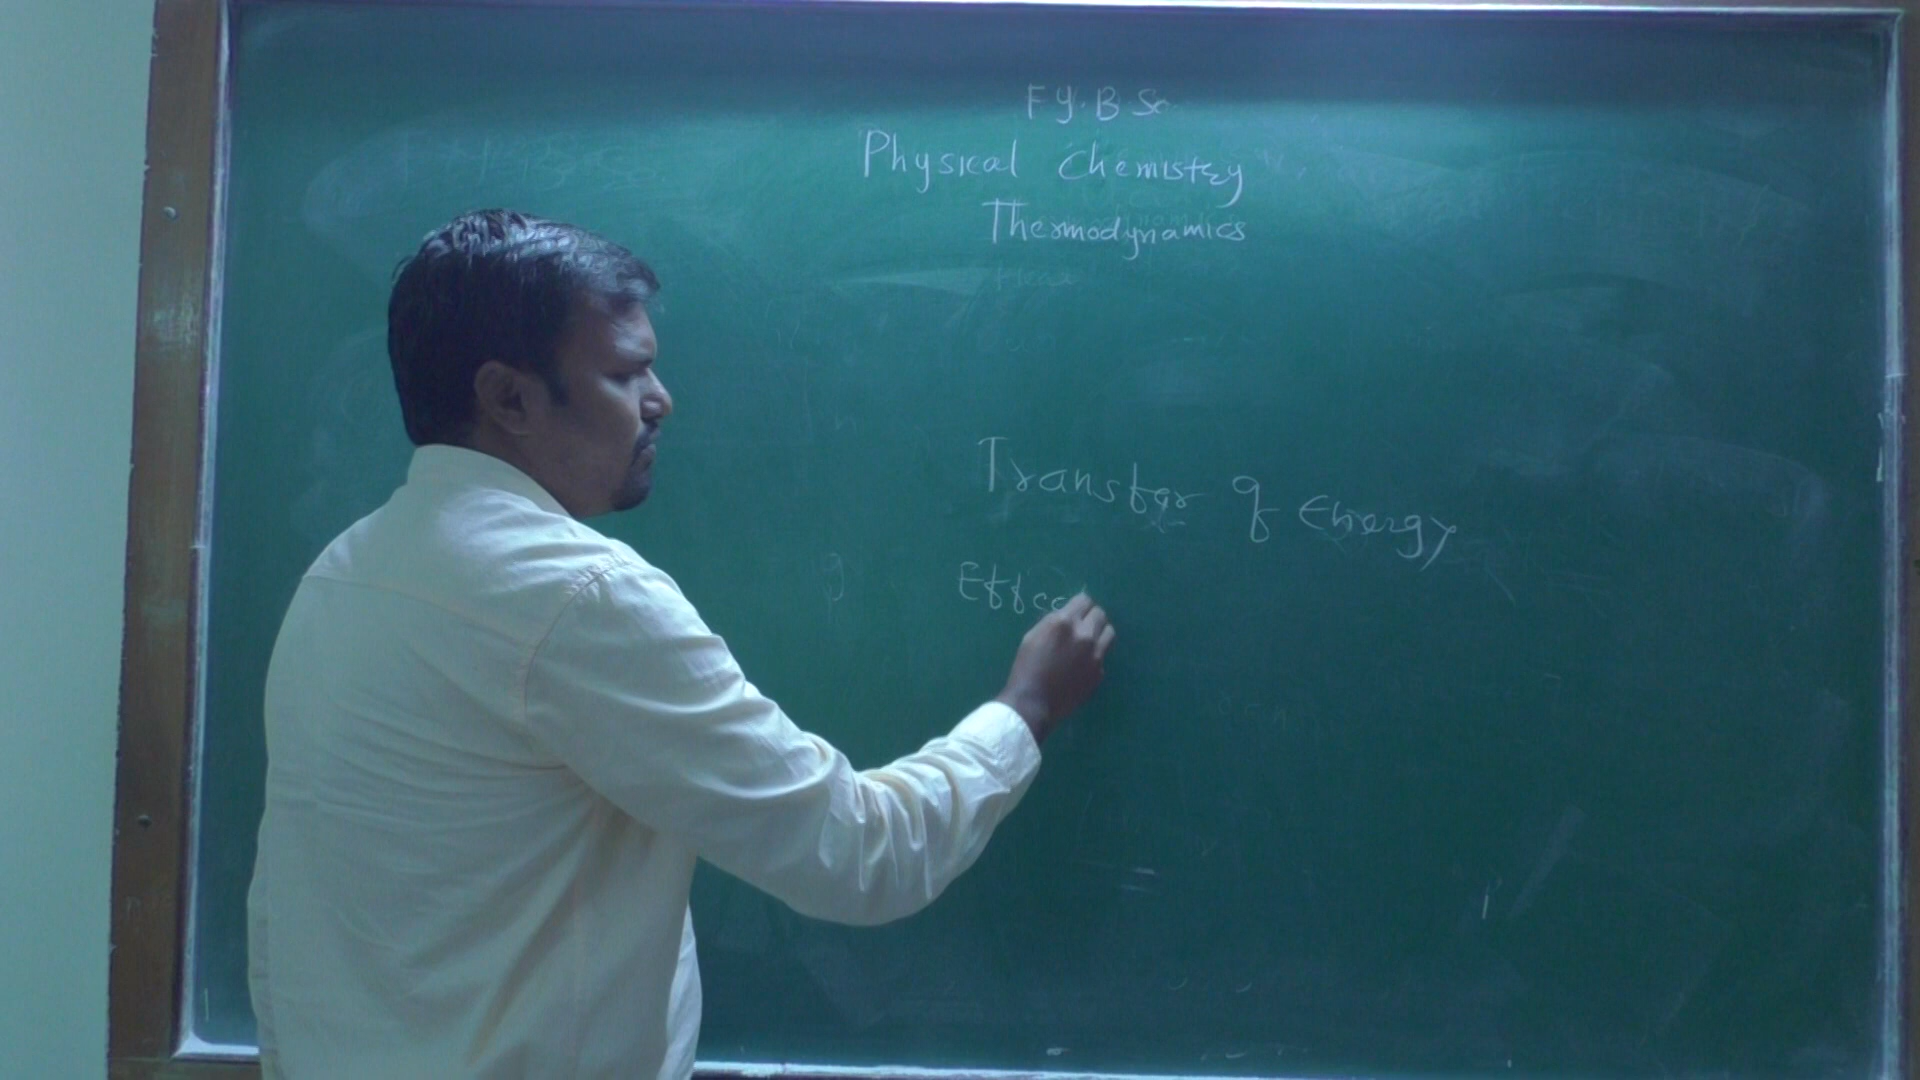 F.Y.B.Sc
Physical Chemistry
Thermodynamics
Transfer of Energy
Effec